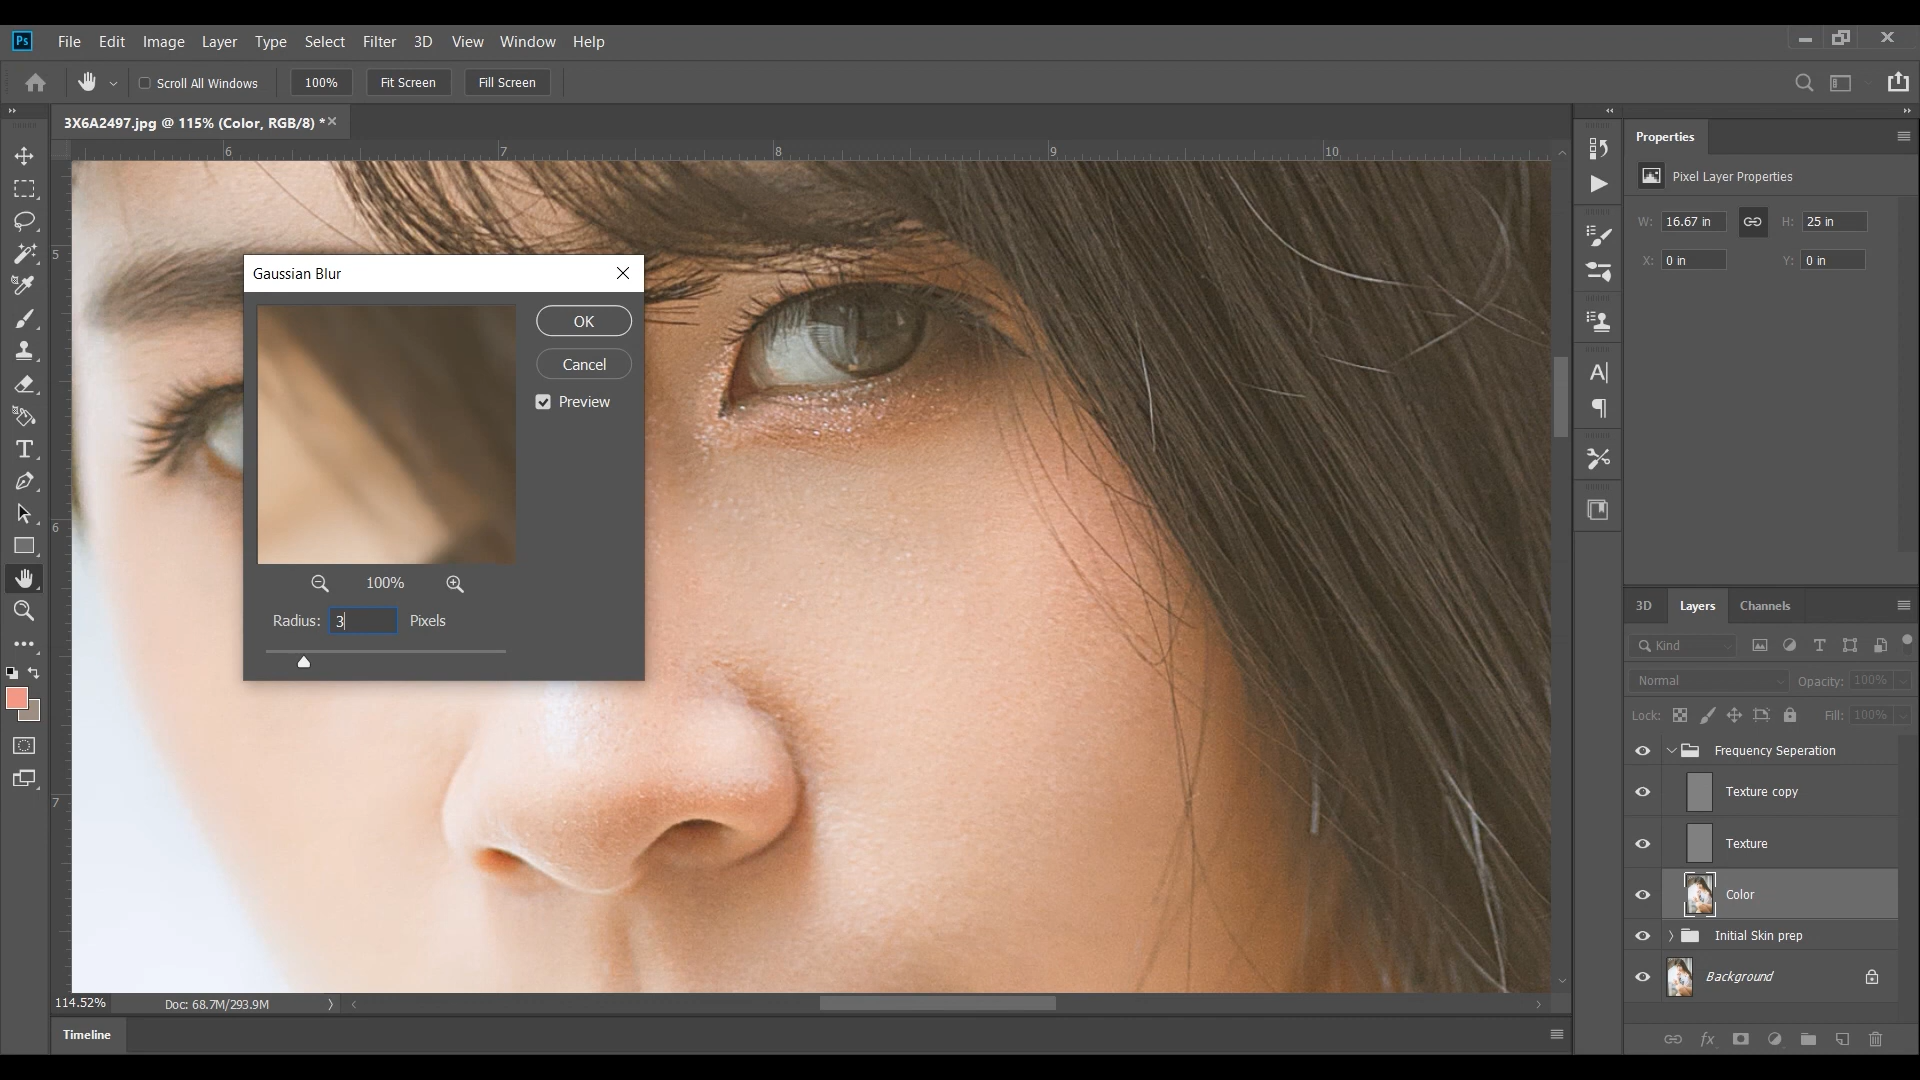 Ps File Edit Image Layer Type Select Filter 3D View Window Help
Scroll All Windows 100% Fit Screen Fill Screen
3X6A2497.jpg @ 115% (Color, RGB/8) *
6 7 8 9 10
5
6
7
Gaussian Blur
OK
Cancel
Preview
100%
Radius: 3 Pixels
114.52% Doc: 68.7M/293.9M
Timeline
Properties
Pixel Layer Properties
W: 16.67 in H: 25 in
X: 0 in Y: 0 in
3D Layers Channels
Kind
Normal Opacity: 100%
Lock: Fill: 100%
Frequency Seperation
Texture copy
Texture
Color
Initial Skin prep
Background
fx